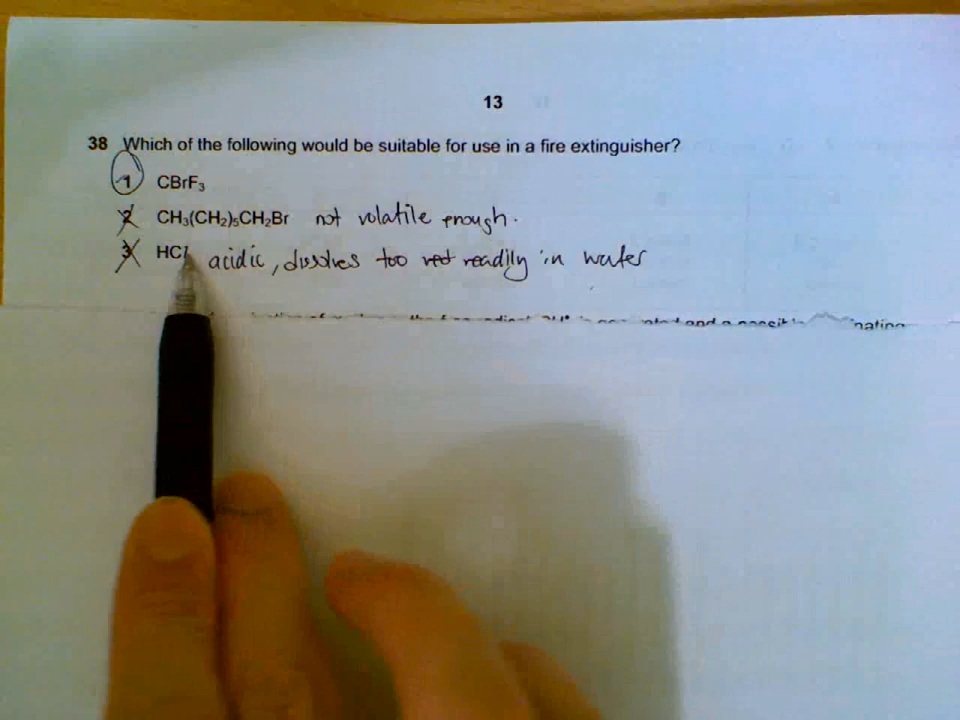 13
38 Which of the following would be suitable for use in a fire extinguisher?
1 CBrF₃
2 CH₃(CH₂)₅CH₂Br not volatile enough.
3 HCl acidic, dissolves too readily in water